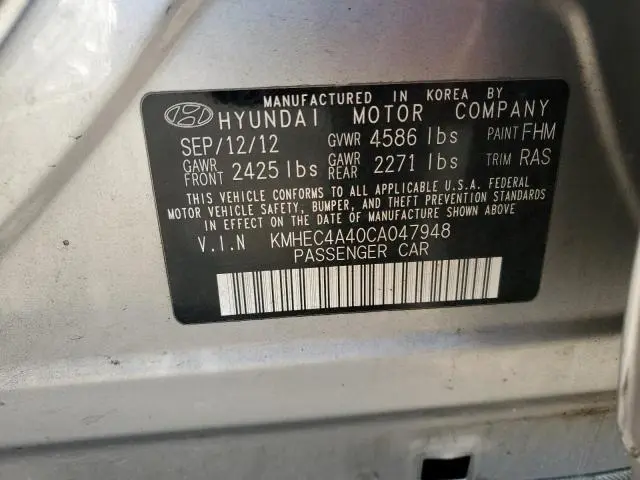 MANUFACTURED IN KOREA BY
HYUNDAI MOTOR COMPANY
SEP/12/12 GVWR 4586 lbs PAINT FHM
GAWR FRONT 2425 lbs GAWR REAR 2271 lbs TRIM RAS
THIS VEHICLE CONFORMS TO ALL APPLICABLE U.S.A. FEDERAL
MOTOR VEHICLE SAFETY, BUMPER, AND THEFT PREVENTION STANDARDS
IN EFFECT ON THE DATE OF MANUFACTURE SHOWN ABOVE
V.I.N KMHEC4A40CA047948
PASSENGER CAR